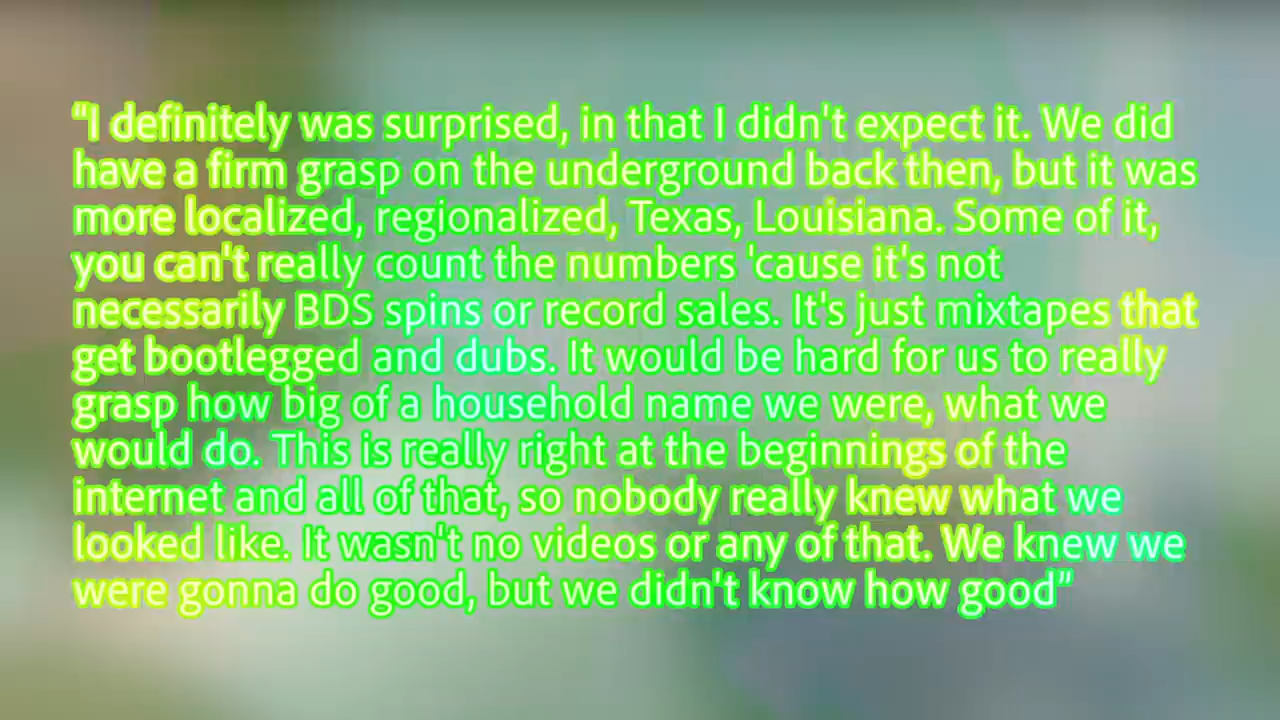 “I definitely was surprised, in that I didn't expect it. We did
have a firm grasp on the underground back then, but it was
more localized, regionalized, Texas, Louisiana. Some of it,
you can't really count the numbers 'cause it's not
necessarily BDS spins or record sales. It's just mixtapes that
get bootlegged and dubs. It would be hard for us to really
grasp how big of a household name we were, what we
would do. This is really right at the beginnings of the
internet and all of that, so nobody really knew what we
looked like. It wasn't no videos or any of that. We knew we
were gonna do good, but we didn't know how good”